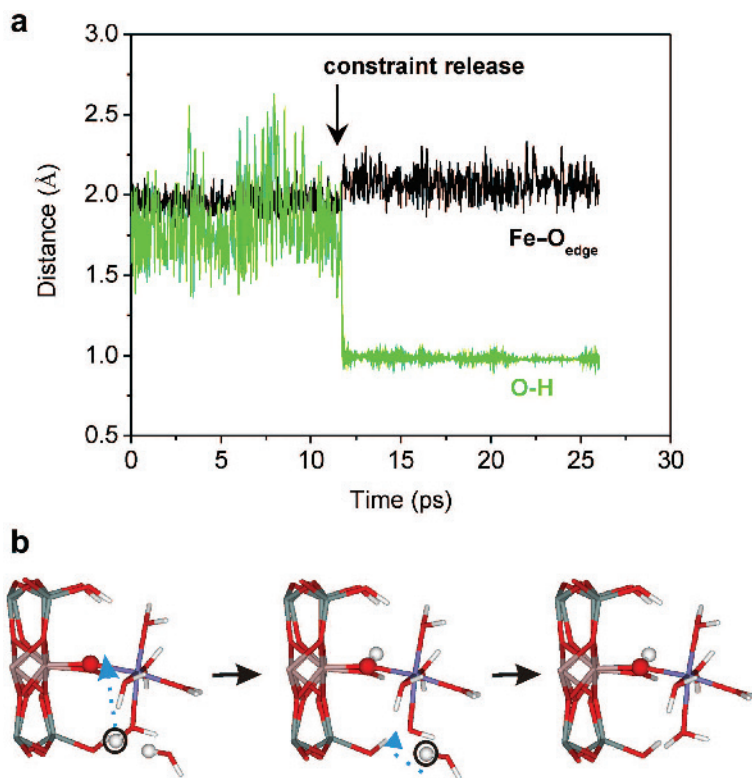 a
constraint release
3.0
2.5
2.0
1.5
1.0
0.5
Distance (Å)
Fe–Oedge
O-H
0 5 10 15 20 25 30
Time (ps)
b